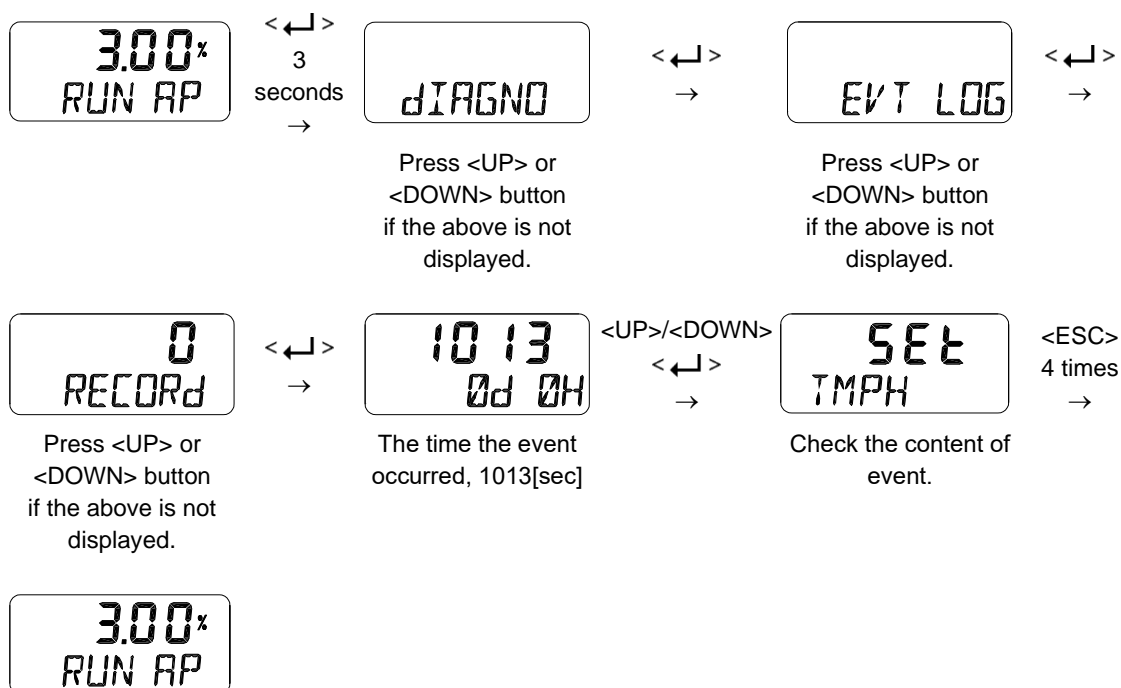 3.00%
RUN AP
<↵>
3
seconds
→
dIAGNO
Press <UP> or
<DOWN> button
if the above is not
displayed.
<↵>
→
EVT LOG
Press <UP> or
<DOWN> button
if the above is not
displayed.
<↵>
→
0
RECORd
Press <UP> or
<DOWN> button
if the above is not
displayed.
<↵>
→
1013
0d 0H
The time the event
occurred, 1013[sec]
<UP>/<DOWN>
<↵>
→
SEt
TMPH
Check the content of
event.
<ESC>
4 times
→
3.00%
RUN AP